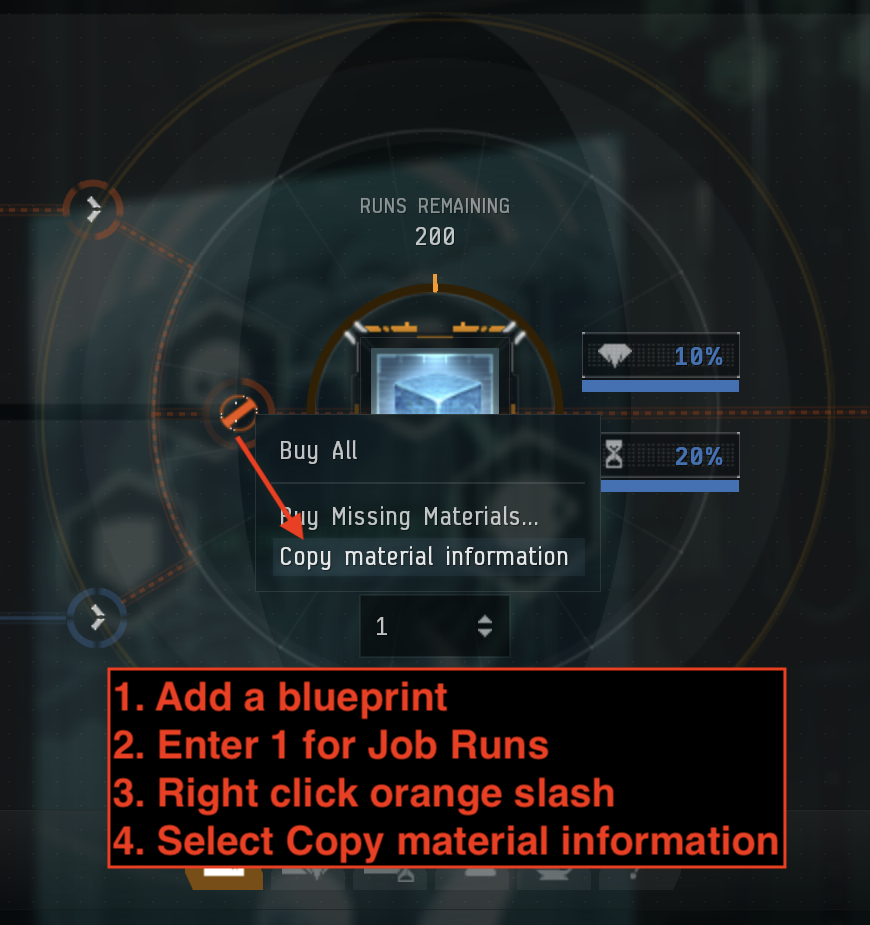 RUNS REMAINING
200
10%
20%
Buy All
Buy Missing Materials...
Copy material information
1
1. Add a blueprint
2. Enter 1 for Job Runs
3. Right click orange slash
4. Select Copy material information